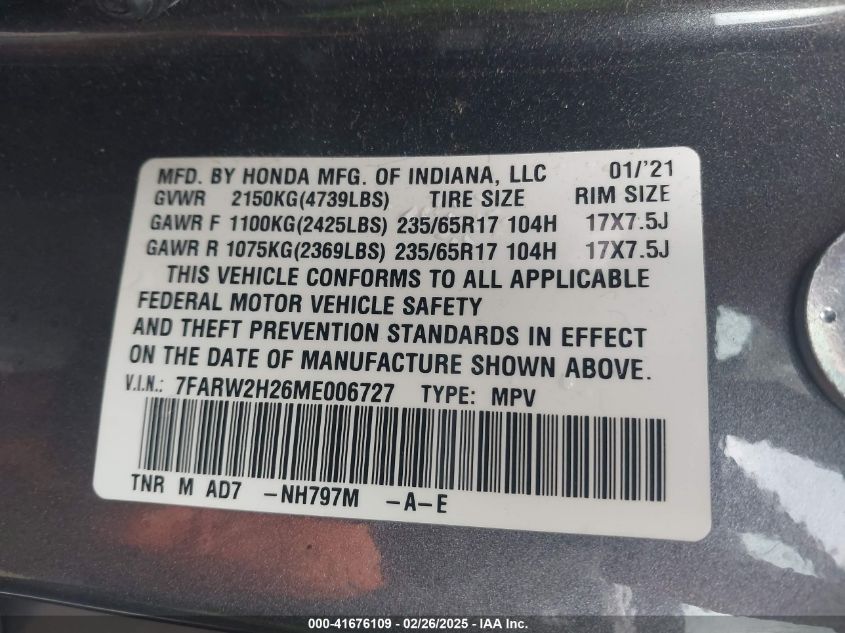 MFD. BY HONDA MFG. OF INDIANA, LLC 01/'21
GVWR 2150KG(4739LBS) TIRE SIZE RIM SIZE
GAWR F 1100KG(2425LBS) 235/65R17 104H 17X7.5J
GAWR R 1075KG(2369LBS) 235/65R17 104H 17X7.5J
THIS VEHICLE CONFORMS TO ALL APPLICABLE
FEDERAL MOTOR VEHICLE SAFETY
AND THEFT PREVENTION STANDARDS IN EFFECT
ON THE DATE OF MANUFACTURE SHOWN ABOVE.
V.I.N.: 7FARW2H26ME006727 TYPE: MPV
TNR M AD7 -NH797M -A-E
000-41676109 - 02/26/2025 - IAA Inc.